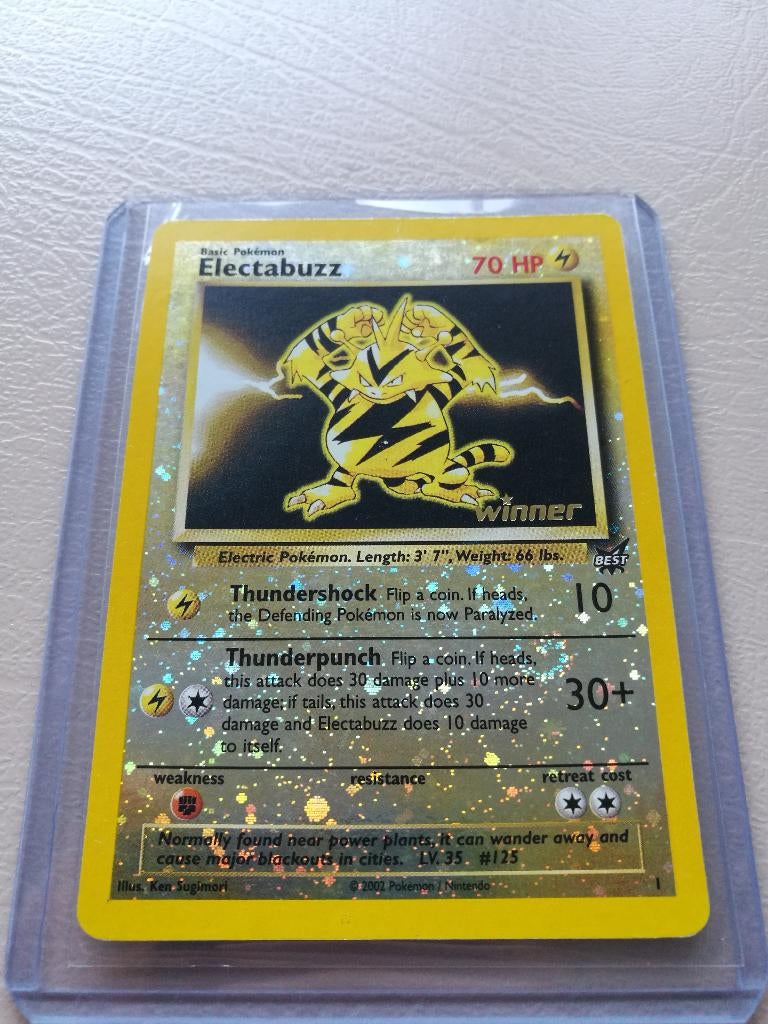 Basic Pokémon
Electabuzz
70 HP
winner
Electric Pokémon. Length: 3' 7", Weight: 66 lbs.
BEST
Thundershock Flip a coin. If heads,
the Defending Pokémon is now Paralyzed.
10
Thunderpunch Flip a coin. If heads,
this attack does 30 damage plus 10 more
damage; if tails, this attack does 30
damage and Electabuzz does 10 damage
to itself.
30+
weakness resistance retreat cost
Normally found near power plants, it can wander away and
cause major blackouts in cities. LV. 35 #125
Illus. Ken Sugimori © 2002 Pokémon / Nintendo 1